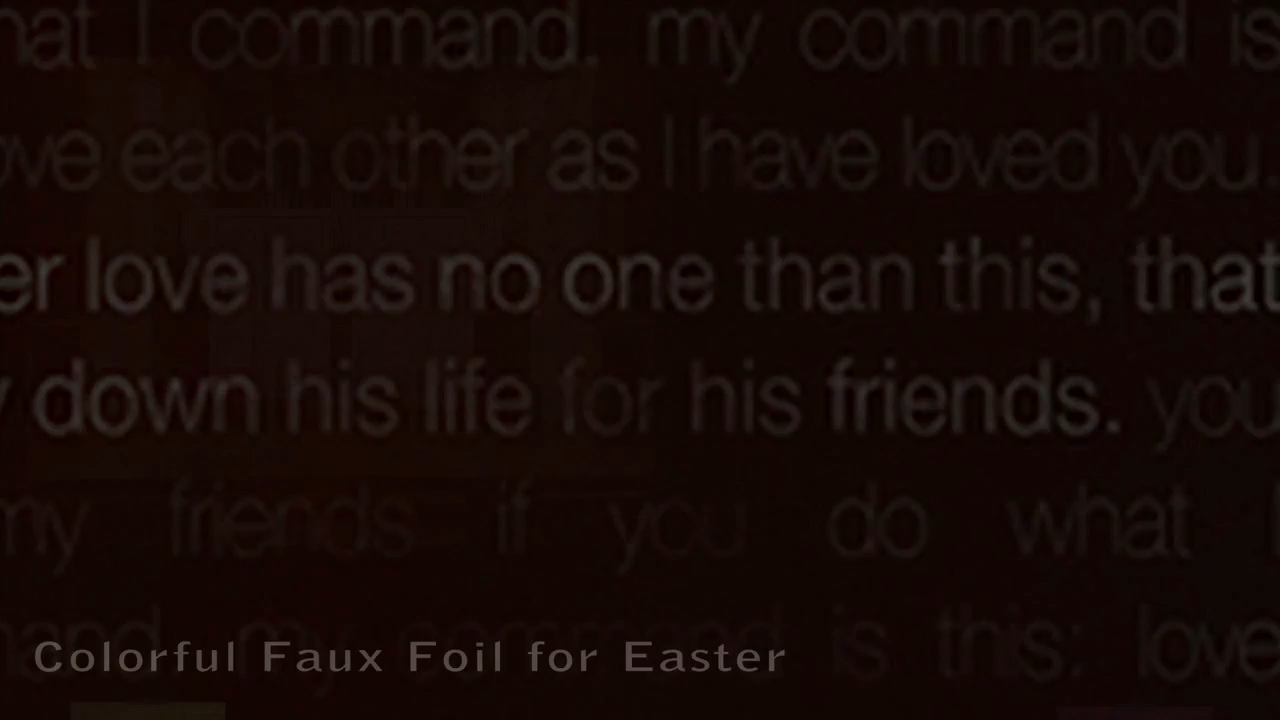 hat I command. my command is
ove each other as I have loved you.
er love has no one than this, that
y down his life for his friends. you
my friends if you do what I
mand my command is this: love
Colorful Faux Foil for Easter